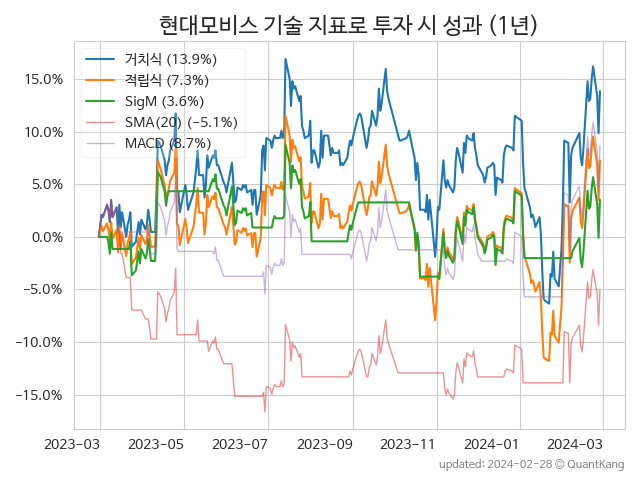 현대모비스 기술 지표로 투자 시 성과 (1년)
거치식 (13.9%)
적립식 (7.3%)
SigM (3.6%)
SMA(20) (−5.1%)
MACD (8.7%)
15.0%
10.0%
5.0%
0.0%
−5.0%
−10.0%
−15.0%
2023-03 2023-05 2023-07 2023-09 2023-11 2024-01 2024-03
updated: 2024-02-28 © QuantKang